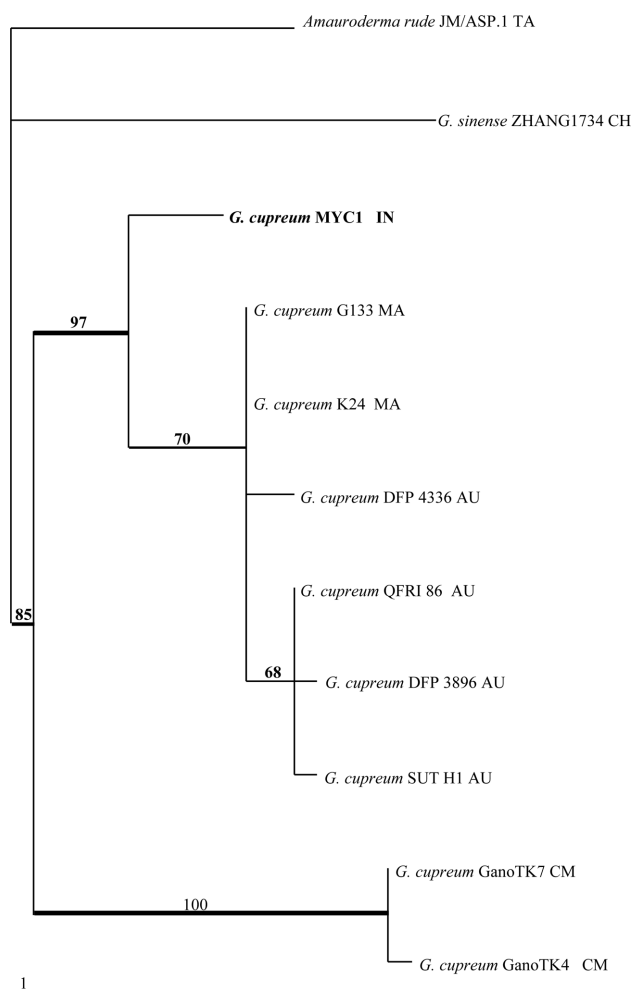 Amauroderma rude JM/ASP.1 TA
G. sinense ZHANG1734 CH
G. cupreum MYC1 IN
G. cupreum G133 MA
97
G. cupreum K24 MA
70
G. cupreum DFP 4336 AU
G. cupreum QFRI 86 AU
85
68
G. cupreum DFP 3896 AU
G. cupreum SUT H1 AU
G. cupreum GanoTK7 CM
100
G. cupreum GanoTK4 CM
1